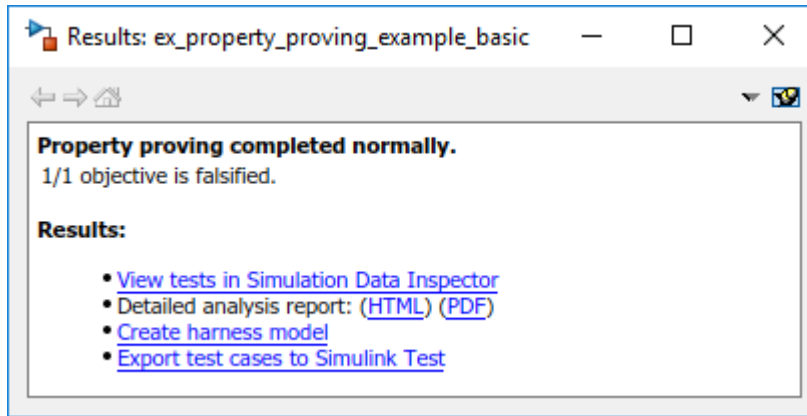 Results: ex_property_proving_example_basic
Property proving completed normally.
1/1 objective is falsified.
Results:
• View tests in Simulation Data Inspector
• Detailed analysis report: (HTML) (PDF)
• Create harness model
• Export test cases to Simulink Test